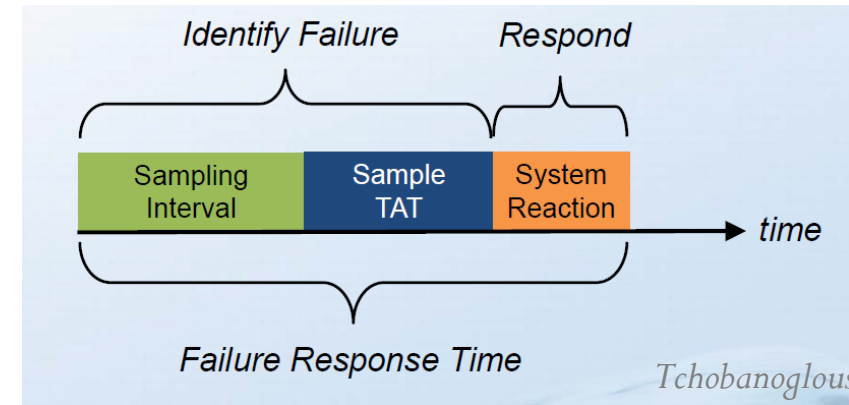 Identify Failure
Respond
Sampling
Interval
Sample
TAT
System
Reaction
time
Failure Response Time
Tchobanoglous